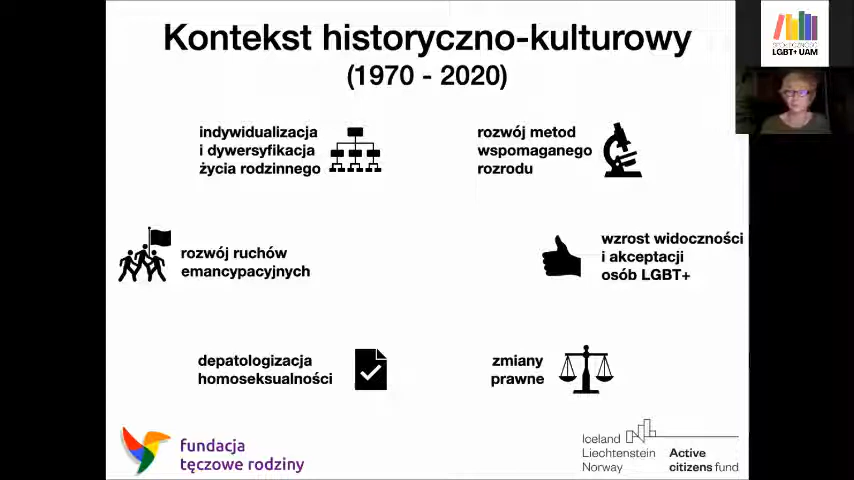 Kontekst historyczno-kulturowy
(1970 - 2020)
indywidualizacja
i dywersyfikacja
życia rodzinnego
rozwój metod
wspomaganego
rozrodu
rozwój ruchów
emancypacyjnych
wzrost widoczności
i akceptacji
osób LGBT+
depatologizacja
homoseksualności
zmiany
prawne
fundacja
tęczowe rodziny
Iceland
Liechtenstein
Norway
Active
citizens fund
SPOŁECZNOŚĆ
LGBT+ UAM